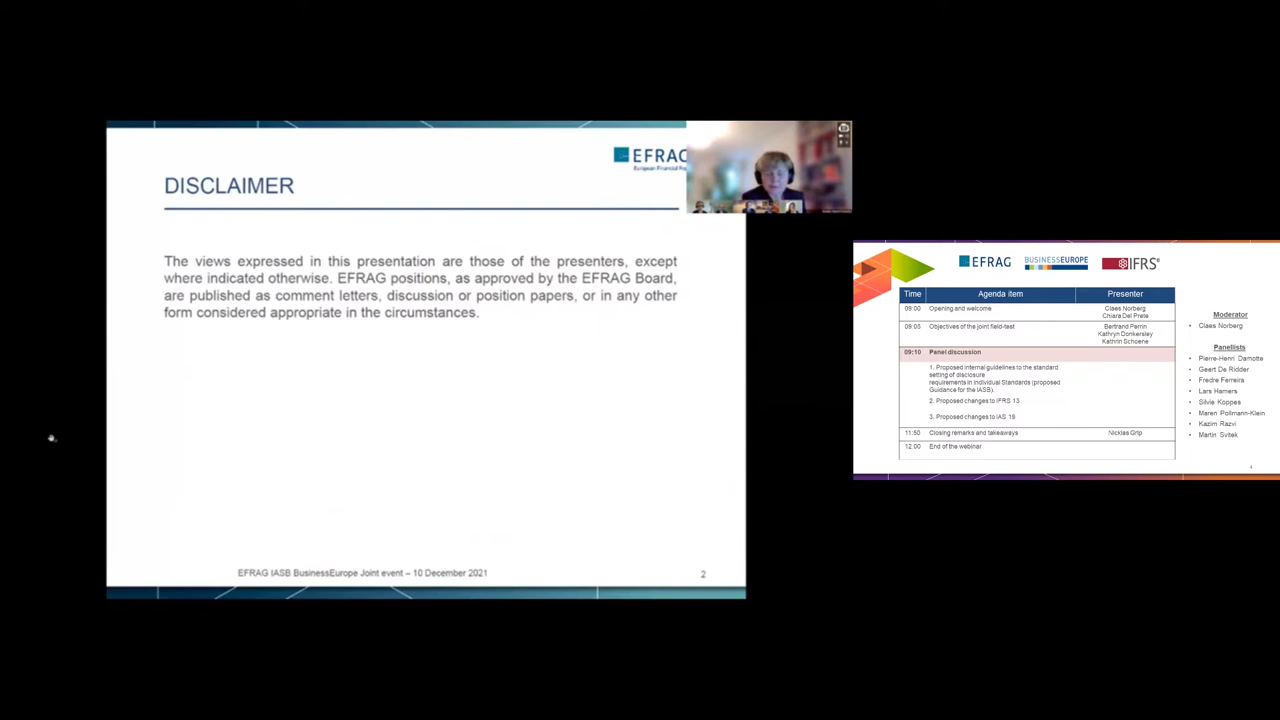 EFRAG
DISCLAIMER
The views expressed in this presentation are those of the presenters, except
where indicated otherwise. EFRAG positions, as approved by the EFRAG Board,
are published as comment letters, discussion or position papers, or in any other
form considered appropriate in the circumstances.
EFRAG IASB BusinessEurope Joint event – 10 December 2021
2
EFRAG
BUSINESSEUROPE
IFRS®
Time Agenda item Presenter
09:00 Opening and welcome Claes Norberg
Chiara Del Prete
09:05 Objectives of the joint field-test Bertrand Perrin
Kathryn Donkersley
Kathrin Schoene
09:10 Panel discussion
1. Proposed internal guidelines to the standard
setting of disclosure
requirements in individual Standards (proposed
Guidance for the IASB).
2. Proposed changes to IFRS 13
3. Proposed changes to IAS 19
11:50 Closing remarks and takeaways Nicklas Grip
12:00 End of the webinar
Moderator
• Claes Norberg
Panellists
• Pierre-Henri Damotte
• Geert De Ridder
• Fredre Ferreira
• Lars Hamers
• Silvie Koppes
• Maren Pollmann-Klein
• Kazim Razvi
• Martin Svitek
4